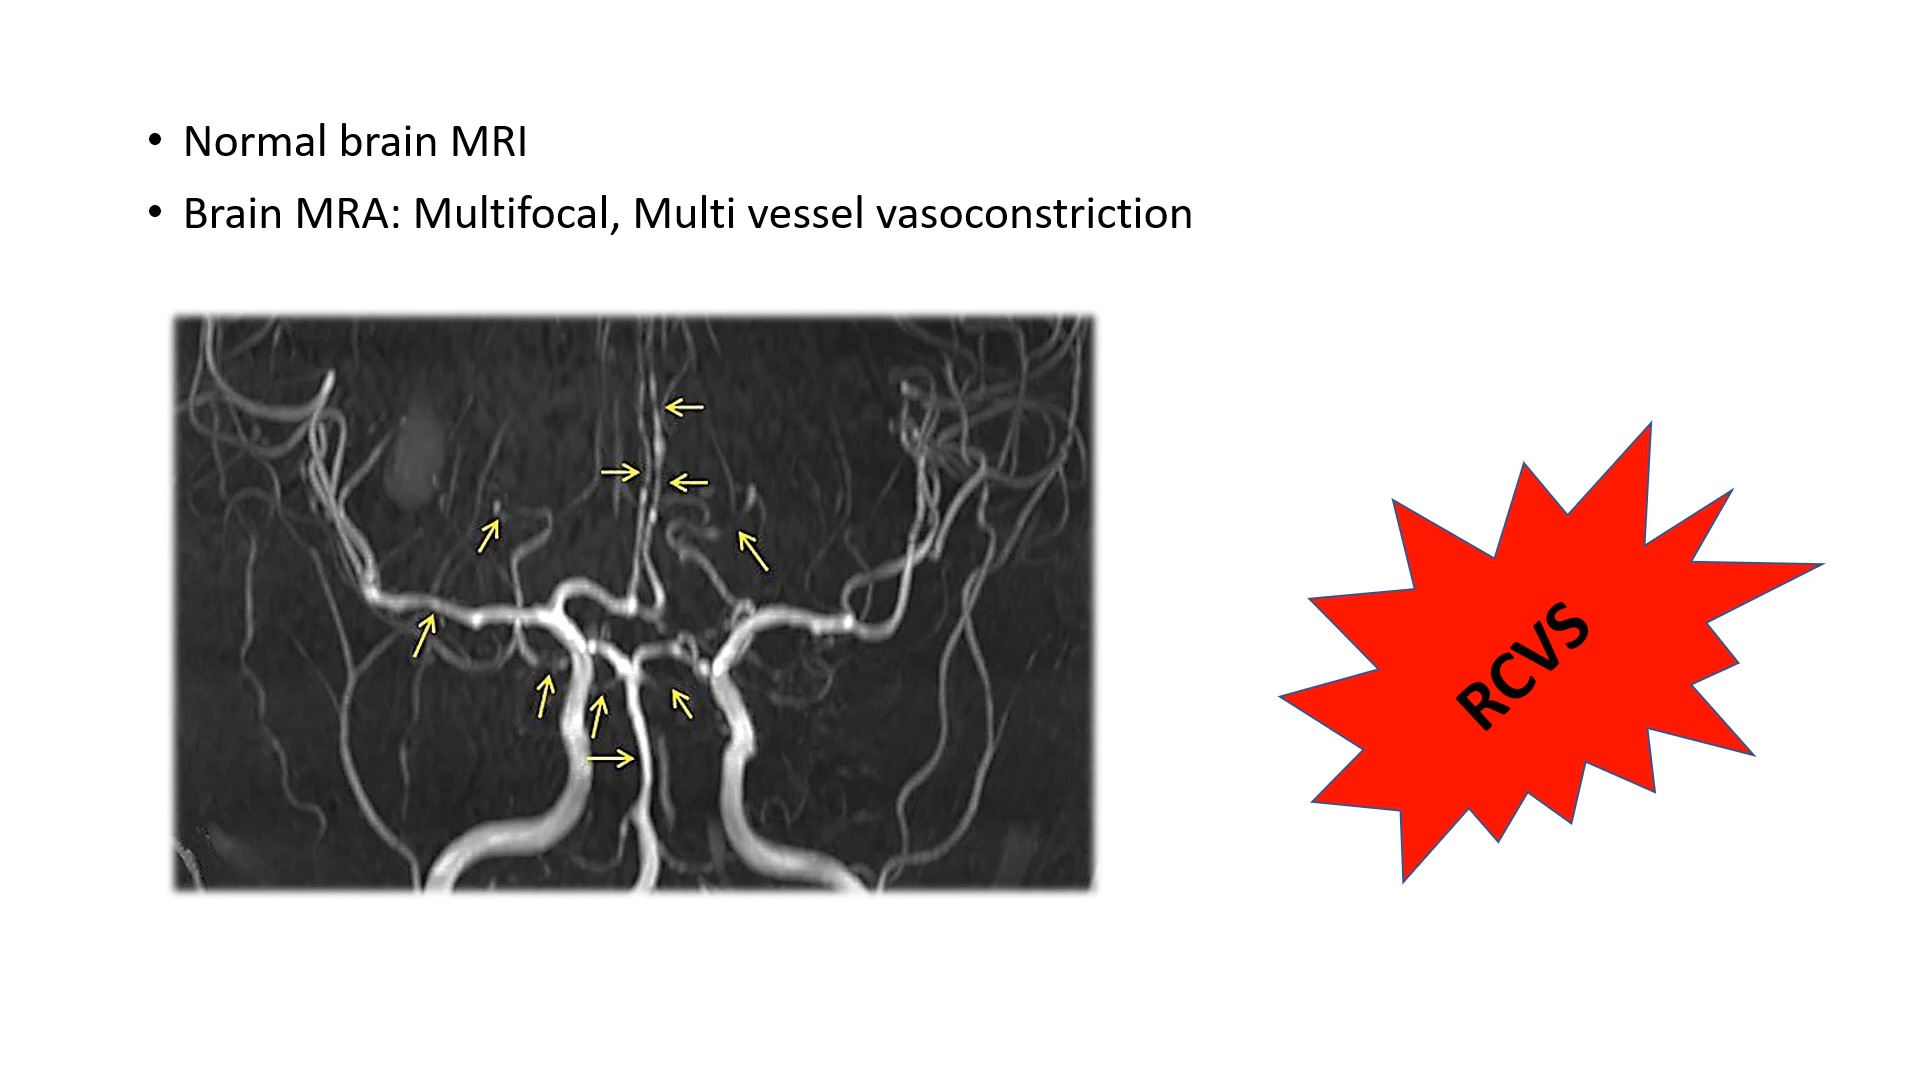 • Normal brain MRI
• Brain MRA: Multifocal, Multi vessel vasoconstriction
RCVS